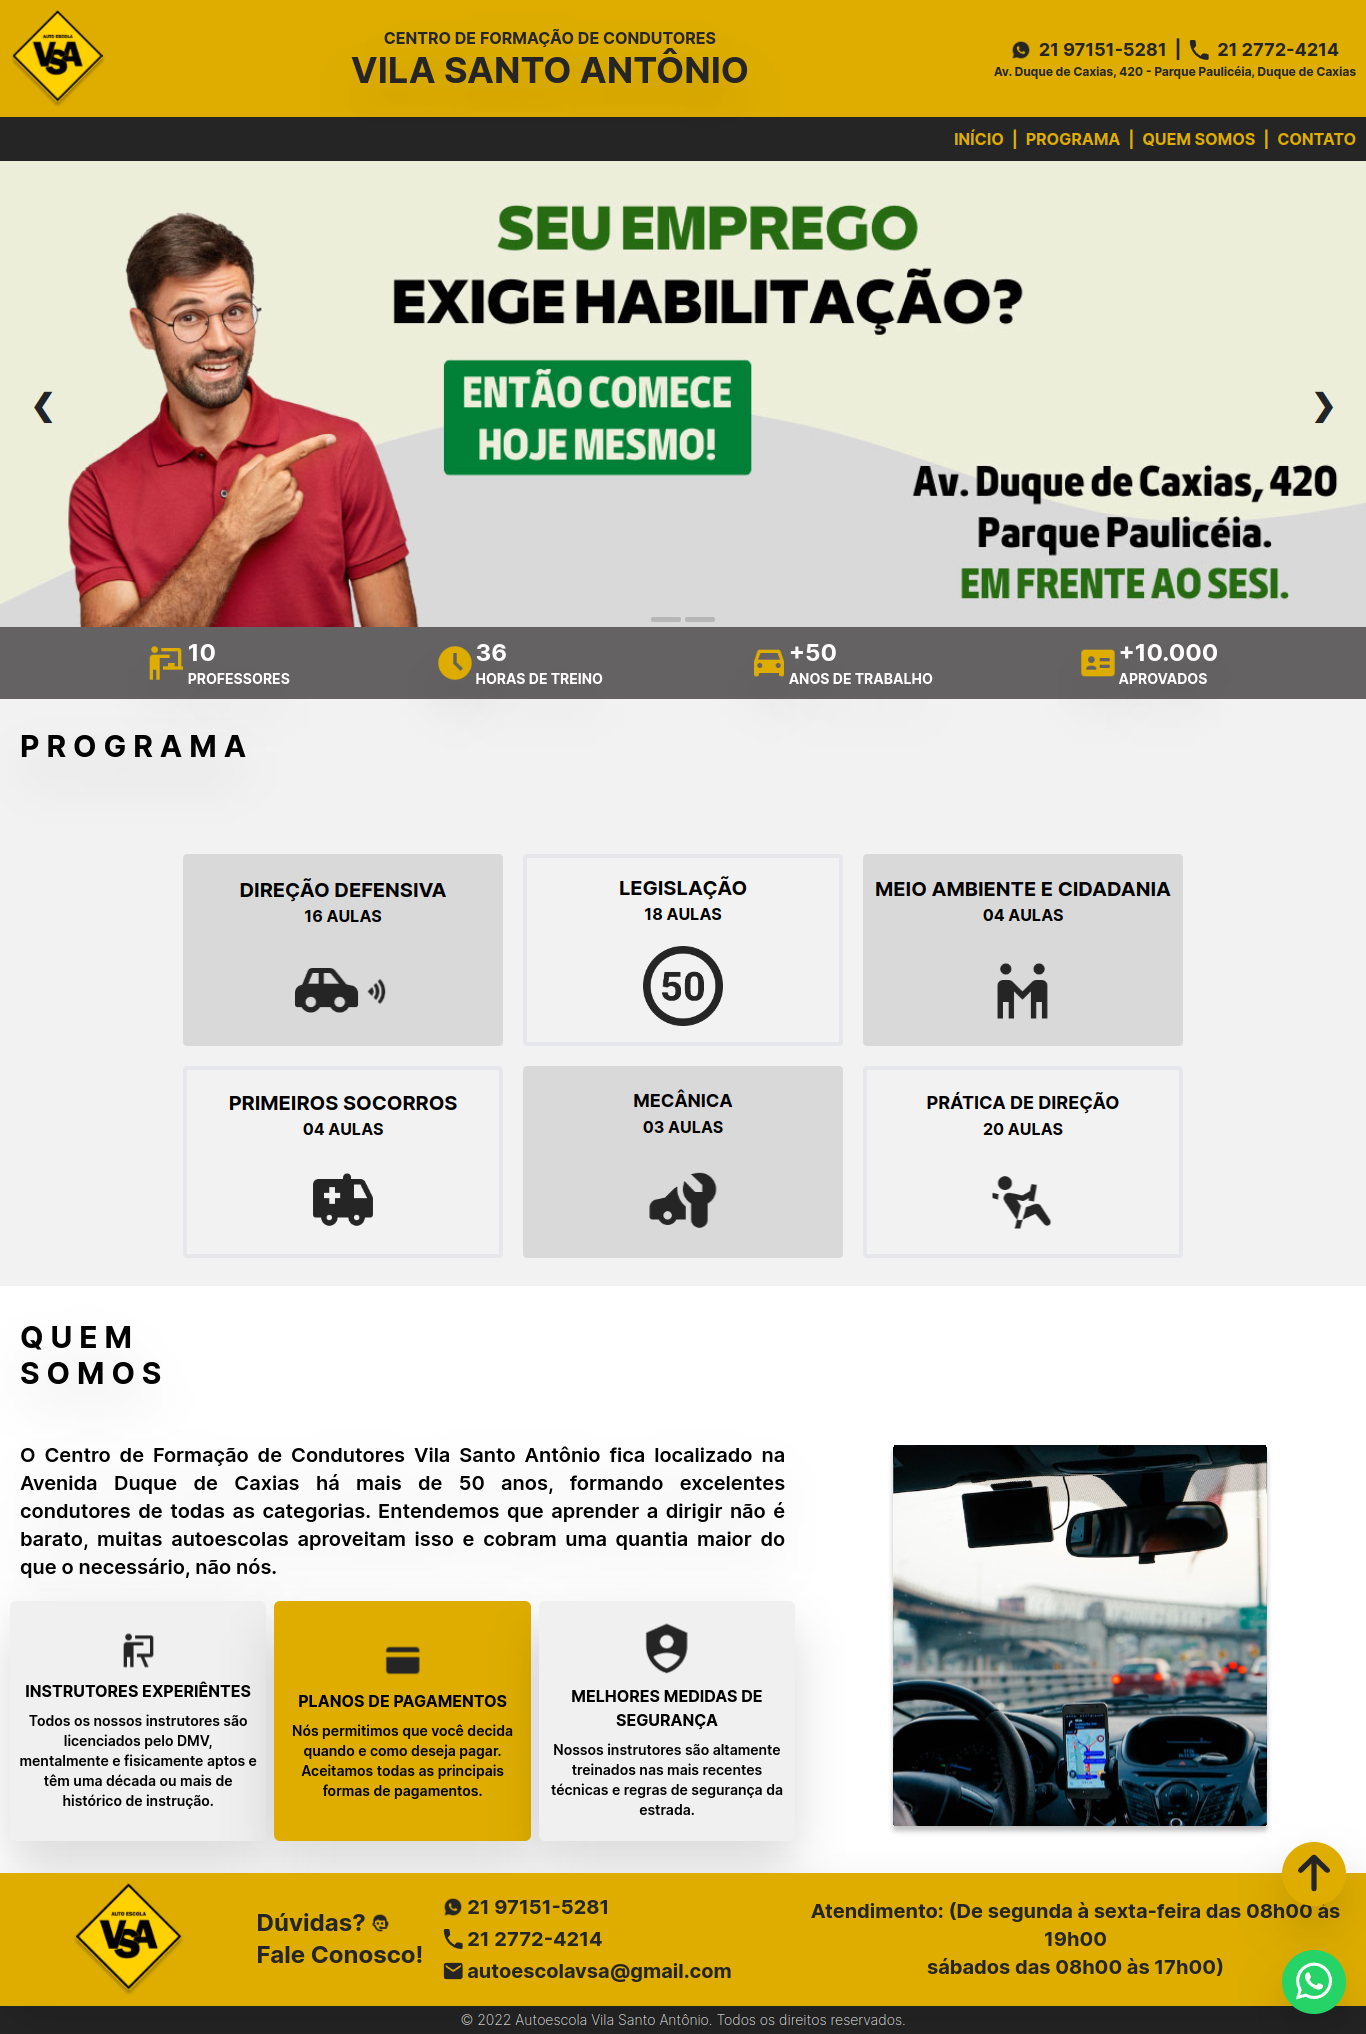 AUTO ESCOLA
VSA
CENTRO DE FORMAÇÃO DE CONDUTORES
VILA SANTO ANTÔNIO
21 97151-5281 | 21 2772-4214
Av. Duque de Caxias, 420 - Parque Paulicéia, Duque de Caxias
INÍCIO | PROGRAMA | QUEM SOMOS | CONTATO
SEU EMPREGO
EXIGE HABILITAÇÃO?
ENTÃO COMECE
HOJE MESMO!
❮
❯
Av. Duque de Caxias, 420
Parque Paulicéia.
EM FRENTE AO SESI.
10
PROFESSORES
36
HORAS DE TREINO
+50
ANOS DE TRABALHO
+10.000
APROVADOS
PROGRAMA
DIREÇÃO DEFENSIVA
16 AULAS
LEGISLAÇÃO
18 AULAS
50
MEIO AMBIENTE E CIDADANIA
04 AULAS
PRIMEIROS SOCORROS
04 AULAS
MECÂNICA
03 AULAS
PRÁTICA DE DIREÇÃO
20 AULAS
QUEM
SOMOS
O Centro de Formação de Condutores Vila Santo Antônio fica localizado na
Avenida Duque de Caxias há mais de 50 anos, formando excelentes
condutores de todas as categorias. Entendemos que aprender a dirigir não é
barato, muitas autoescolas aproveitam isso e cobram uma quantia maior do
que o necessário, não nós.
INSTRUTORES EXPERIÊNTES
Todos os nossos instrutores são
licenciados pelo DMV,
mentalmente e fisicamente aptos e
têm uma década ou mais de
histórico de instrução.
PLANOS DE PAGAMENTOS
Nós permitimos que você decida
quando e como deseja pagar.
Aceitamos todas as principais
formas de pagamentos.
MELHORES MEDIDAS DE
SEGURANÇA
Nossos instrutores são altamente
treinados nas mais recentes
técnicas e regras de segurança da
estrada.
AUTO ESCOLA
VSA
Dúvidas?
Fale Conosco!
21 97151-5281
21 2772-4214
autoescolavsa@gmail.com
Atendimento: (De segunda à sexta-feira das 08h00 às
19h00
sábados das 08h00 às 17h00)
© 2022 Autoescola Vila Santo Antônio. Todos os direitos reservados.